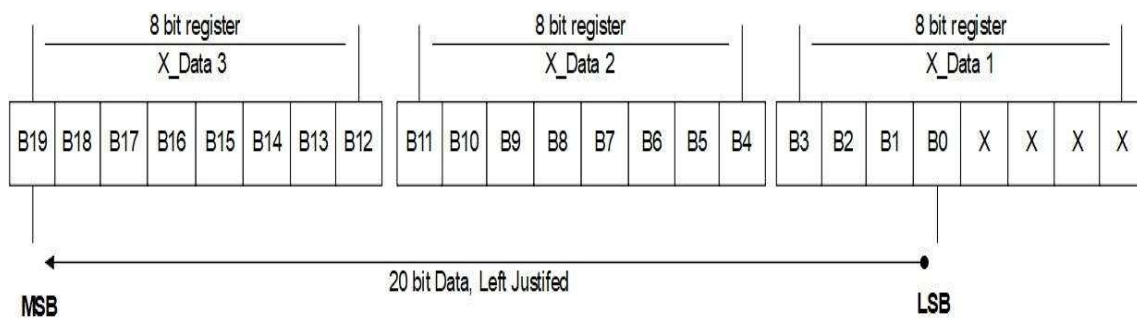 8 bit register 8 bit register 8 bit register
X_Data 3 X_Data 2 X_Data 1
B19 B18 B17 B16 B15 B14 B13 B12 B11 B10 B9 B8 B7 B6 B5 B4 B3 B2 B1 B0 X X X X
20 bit Data, Left Justifed
MSB LSB